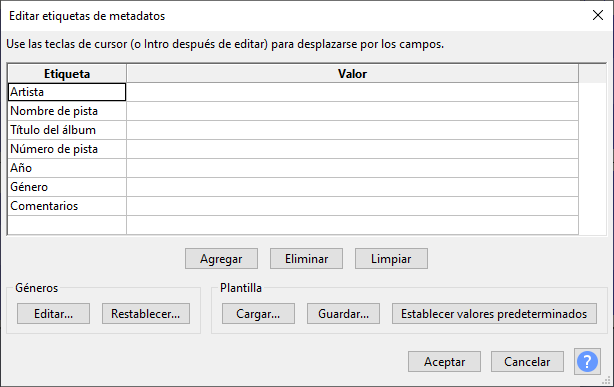 Editar etiquetas de metadatos
Use las teclas de cursor (o Intro después de editar) para desplazarse por los campos.
Etiqueta Valor
Artista
Nombre de pista
Título del álbum
Número de pista
Año
Género
Comentarios
Agregar Eliminar Limpiar
Géneros Plantilla
Editar... Restablecer... Cargar... Guardar... Establecer valores predeterminados
Aceptar Cancelar ?